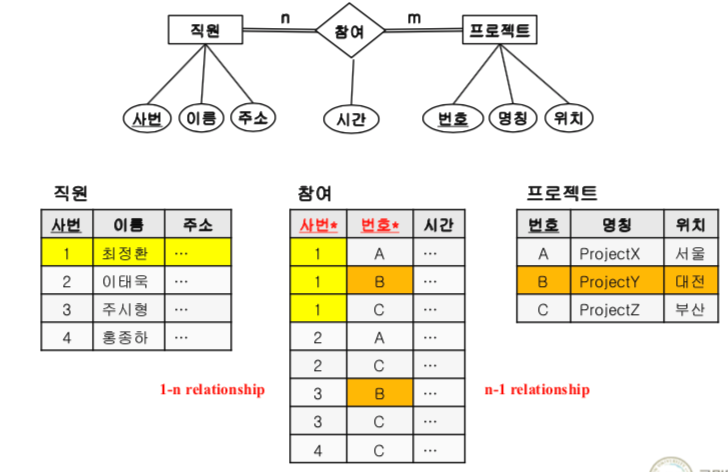 n
m
직원
참여
프로젝트
사번 이름 주소
시간
번호 명칭 위치
직원
사번 이름 주소
1 최정환 ...
2 이태욱 ...
3 주시형 ...
4 홍종하 ...
1-n relationship
참여
사번* 번호* 시간
1 A ...
1 B ...
1 C ...
2 A ...
2 C ...
3 B ...
3 C ...
4 C ...
n-1 relationship
프로젝트
번호 명칭 위치
A ProjectX 서울
B ProjectY 대전
C ProjectZ 부산